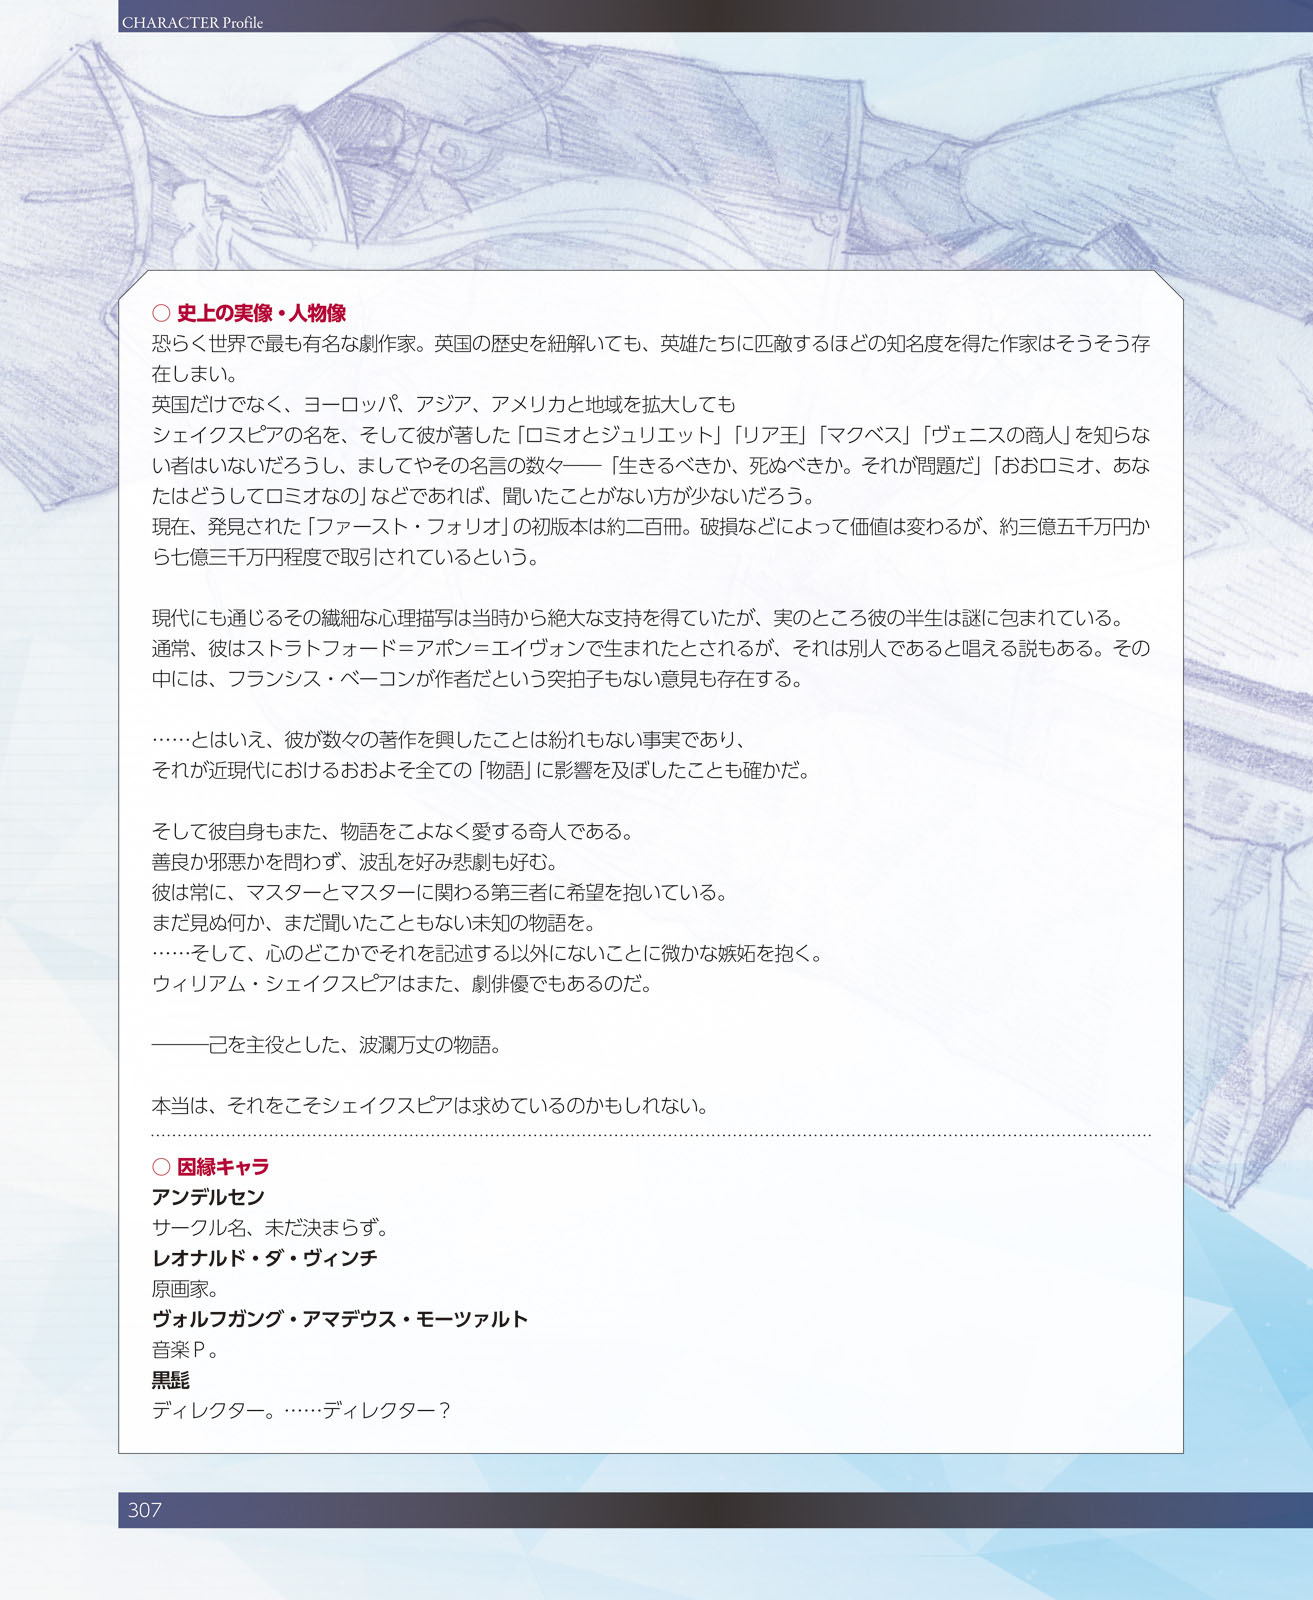 CHARACTER Profile
○ 史上の実像・人物像
恐らく世界で最も有名な劇作家。英国の歴史を紐解いても、英雄たちに匹敵するほどの知名度を得た作家はそうそう存
在しまい。
英国だけでなく、ヨーロッパ、アジア、アメリカと地域を拡大しても
シェイクスピアの名を、そして彼が著した「ロミオとジュリエット」「リア王」「マクベス」「ヴェニスの商人」を知らな
い者はいないだろうし、ましてやその名言の数々――「生きるべきか、死ぬべきか。それが問題だ」「おおロミオ、あな
たはどうしてロミオなの」などであれば、聞いたことがない方が少ないだろう。
現在、発見された「ファースト・フォリオ」の初版本は約二百冊。破損などによって価値は変わるが、約三億五千万円か
ら七億三千万円程度で取引されているという。
現代にも通じるその繊細な心理描写は当時から絶大な支持を得ていたが、実のところ彼の半生は謎に包まれている。
通常、彼はストラトフォード＝アポン＝エイヴォンで生まれたとされるが、それは別人であると唱える説もある。その
中には、フランシス・ベーコンが作者だという突拍子もない意見も存在する。
……とはいえ、彼が数々の著作を興したことは紛れもない事実であり、
それが近現代におけるおおよそ全ての「物語」に影響を及ぼしたことも確かだ。
そして彼自身もまた、物語をこよなく愛する奇人である。
善良か邪悪かを問わず、波乱を好み悲劇も好む。
彼は常に、マスターとマスターに関わる第三者に希望を抱いている。
まだ見ぬ何か、まだ聞いたこともない未知の物語を。
……そして、心のどこかでそれを記述する以外にないことに微かな嫉妬を抱く。
ウィリアム・シェイクスピアはまた、劇俳優でもあるのだ。
―――己を主役とした、波瀾万丈の物語。
本当は、それをこそシェイクスピアは求めているのかもしれない。
○ 因縁キャラ
アンデルセン
サークル名、未だ決まらず。
レオナルド・ダ・ヴィンチ
原画家。
ヴォルフガング・アマデウス・モーツァルト
音楽Ｐ。
黒髭
ディレクター。……ディレクター？
307